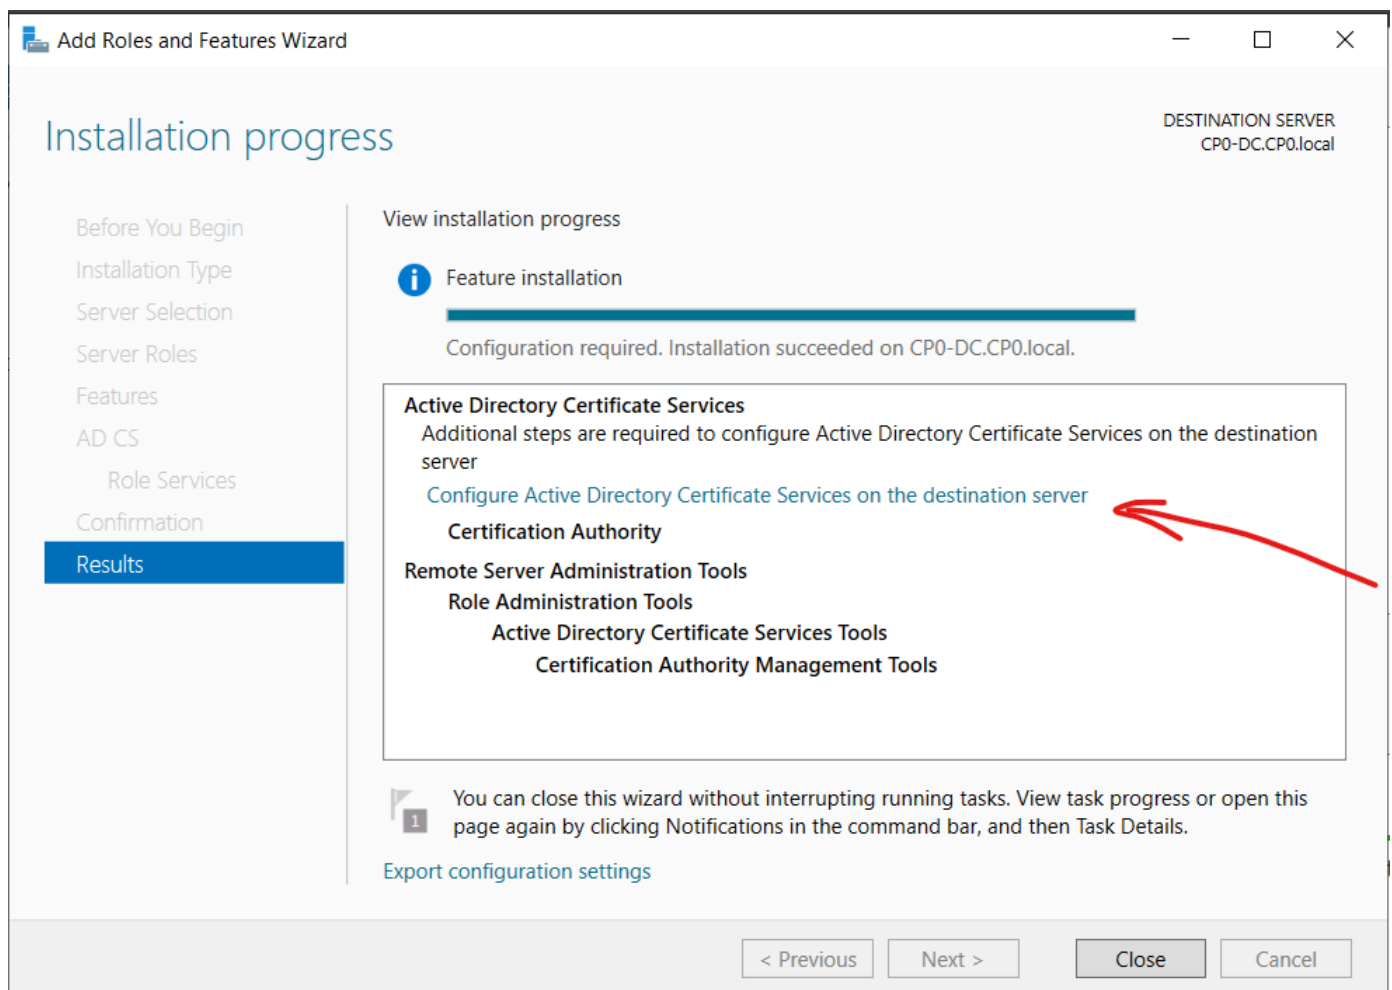 Add Roles and Features Wizard
Installation progress
DESTINATION SERVER
CP0-DC.CP0.local
Before You Begin
Installation Type
Server Selection
Server Roles
Features
AD CS
Role Services
Confirmation
Results
View installation progress
Feature installation
Configuration required. Installation succeeded on CP0-DC.CP0.local.
Active Directory Certificate Services
Additional steps are required to configure Active Directory Certificate Services on the destination
server
Configure Active Directory Certificate Services on the destination server
Certification Authority
Remote Server Administration Tools
Role Administration Tools
Active Directory Certificate Services Tools
Certification Authority Management Tools
1
You can close this wizard without interrupting running tasks. View task progress or open this
page again by clicking Notifications in the command bar, and then Task Details.
Export configuration settings
< Previous
Next >
Close
Cancel